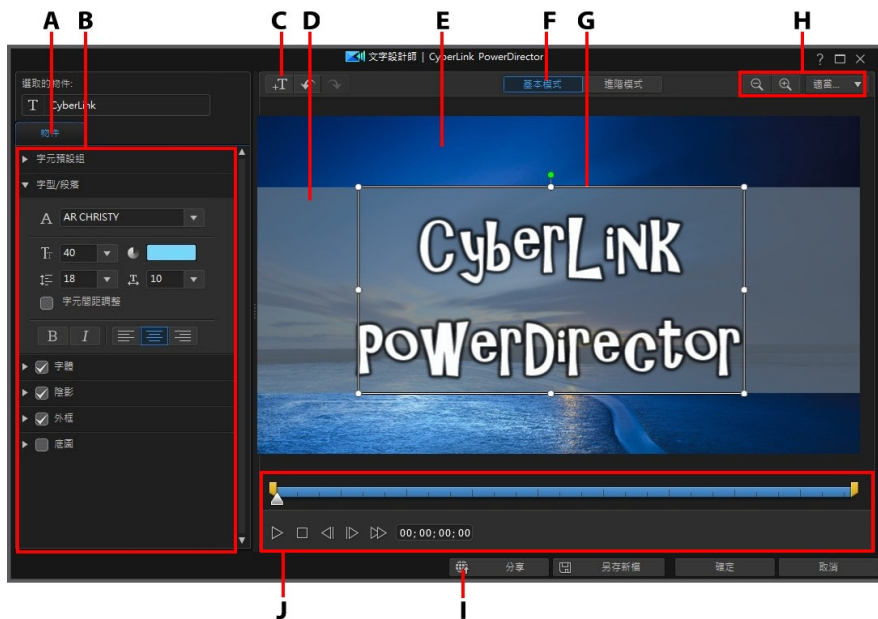 A B C D E F G H
文字設計師 | CyberLink PowerDirector
選取的物件:
T CyberLink
+T
基本模式 進階模式
適當...
物件
字元預設組
字型/段落
A AR CHRISTY
40
18 T 10
字元間距調整
B I
字體
陰影
外框
底圖
CyberLink
PowerDirector
00;00;00;00
分享 另存新檔 確定 取消
J I